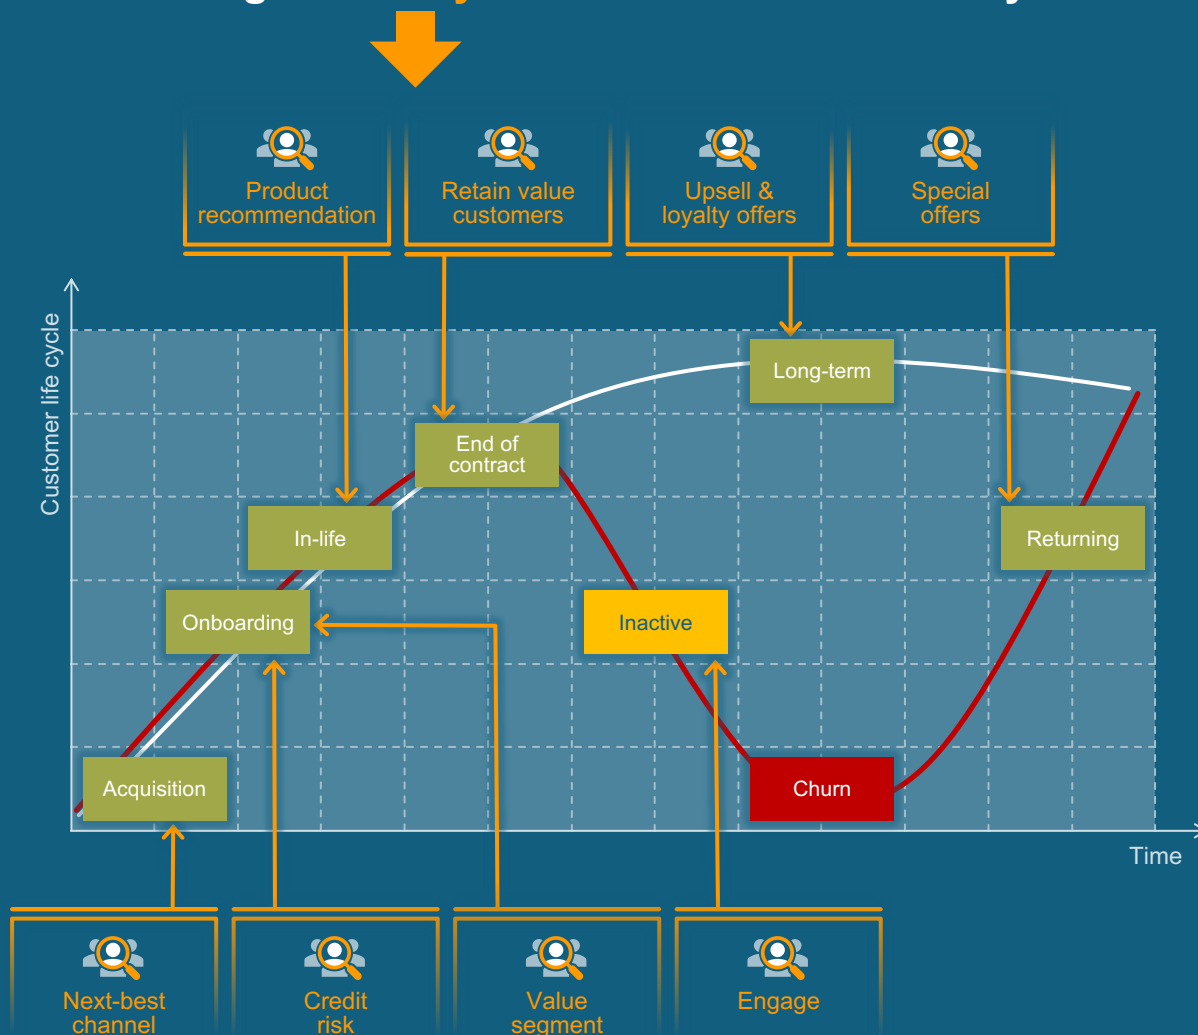 Product
recommendation
Retain value
customers
Upsell &
loyalty offers
Special
offers
Customer life cycle
Long-term
End of
contract
In-life
Returning
Onboarding
Inactive
Acquisition
Churn
Time
Next-best
channel
Credit
risk
Value
segment
Engage